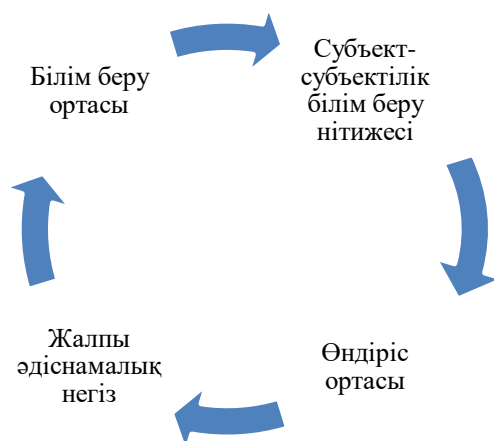 Білім беру
ортасы
Субъект-
субъектілік
білім беру
нітижесі
Өндіріс
ортасы
Жалпы
әдіснамалық
негіз